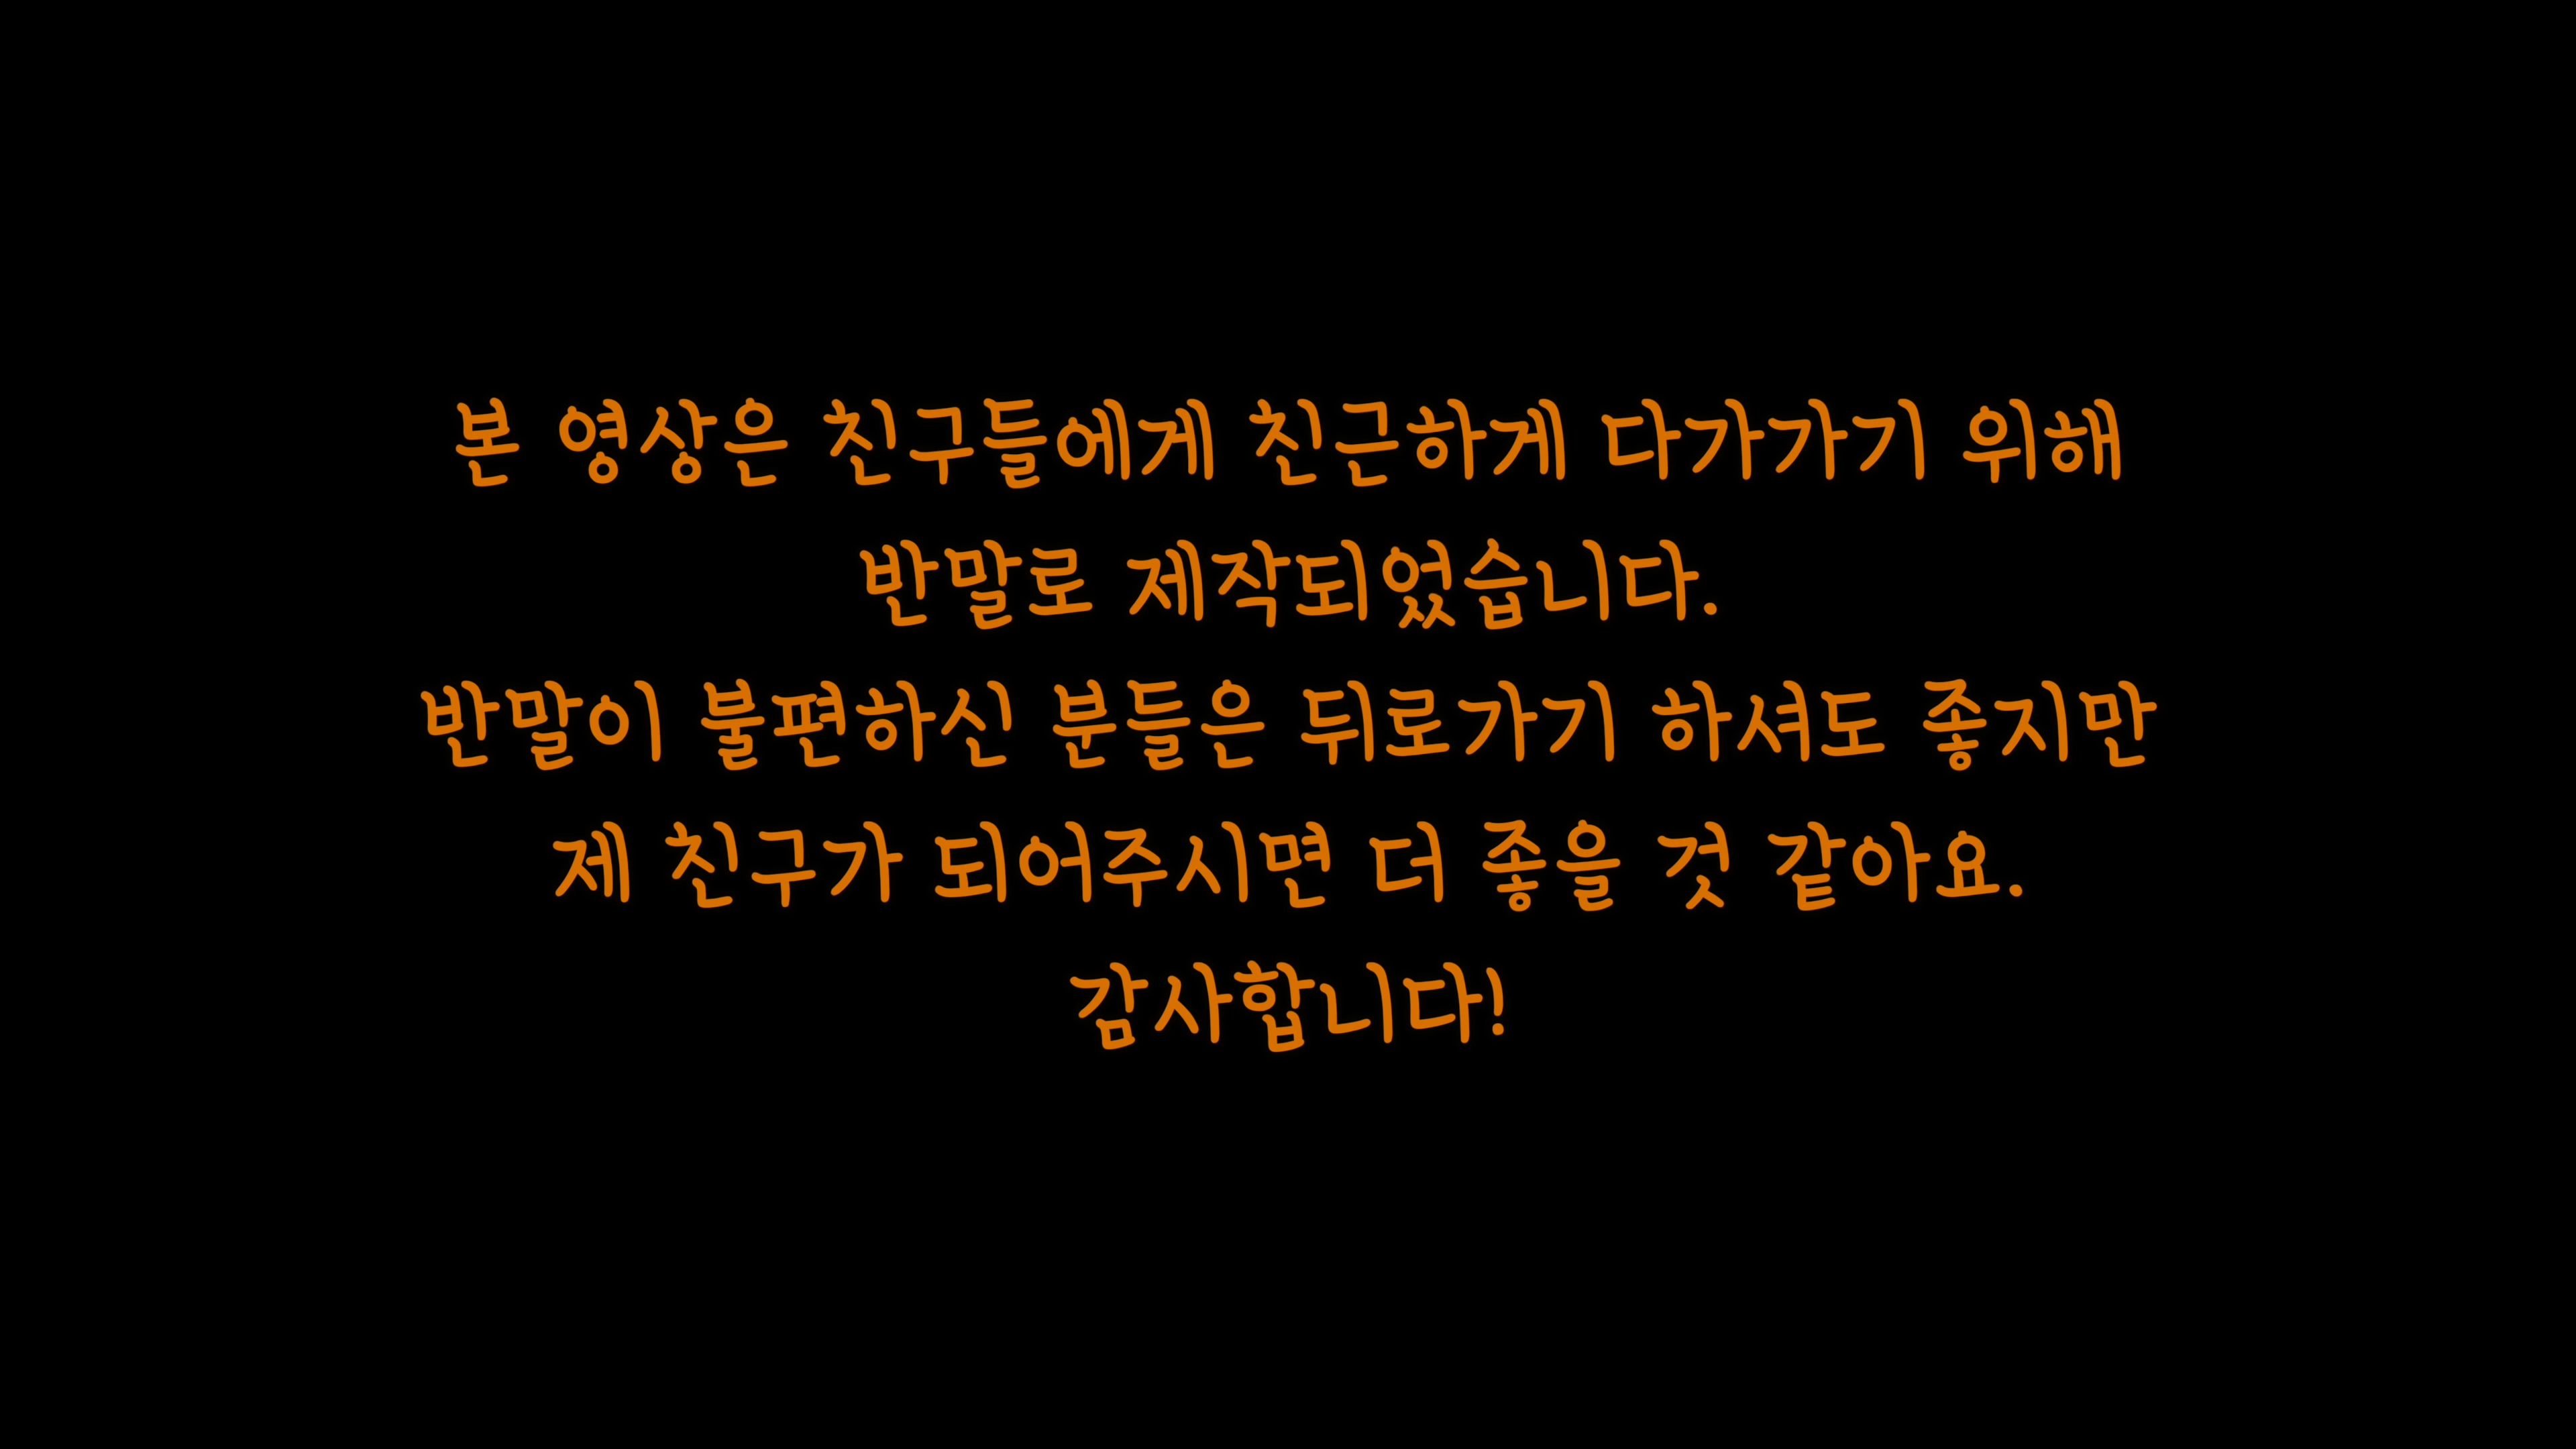 본 영상은 친구들에게 친근하게 다가가기 위해
반말로 제작되었습니다.
반말이 불편하신 분들은 뒤로가기 하셔도 좋지만
제 친구가 되어주시면 더 좋을 것 같아요.
감사합니다!